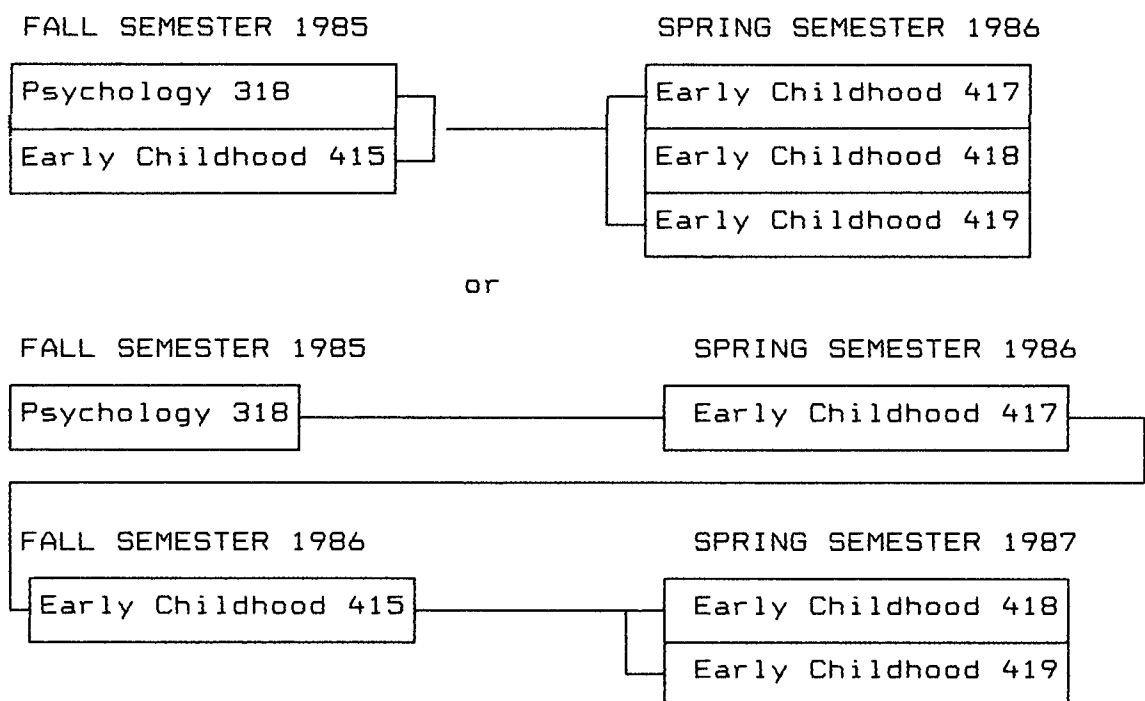 FALL SEMESTER 1985 SPRING SEMESTER 1986
Psychology 318 Early Childhood 417
Early Childhood 415 Early Childhood 418
Early Childhood 419
or
FALL SEMESTER 1985 SPRING SEMESTER 1986
Psychology 318 Early Childhood 417
FALL SEMESTER 1986 SPRING SEMESTER 1987
Early Childhood 415 Early Childhood 418
Early Childhood 419